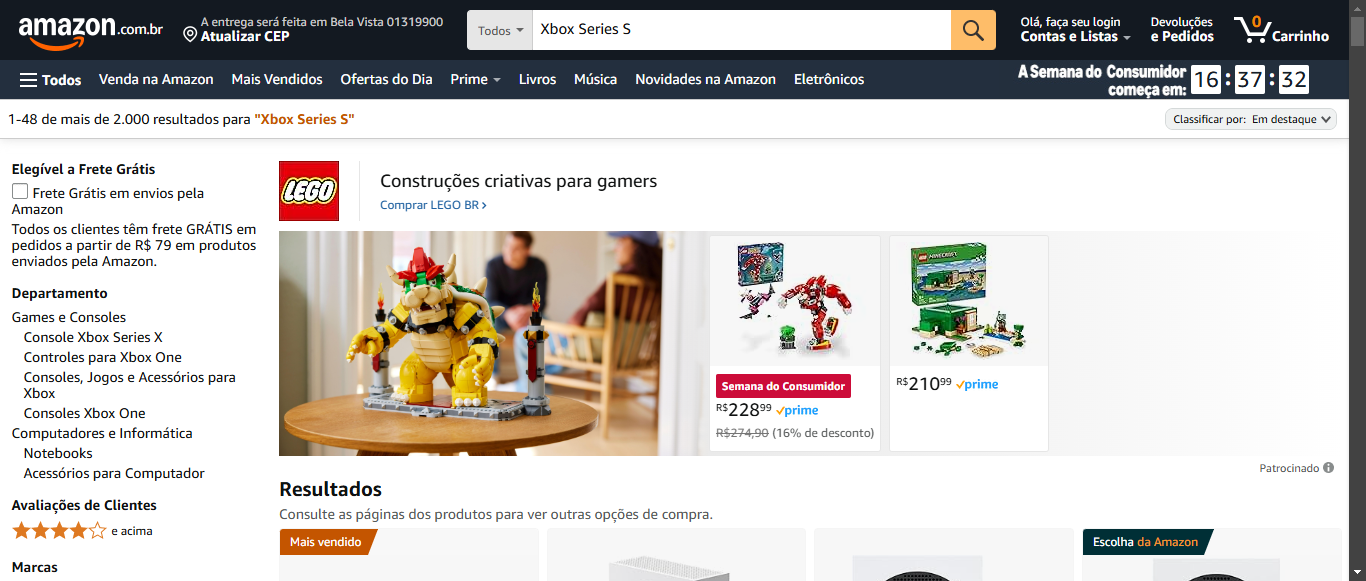 amazon.com.br
A entrega será feita em Bela Vista 01319900
Atualizar CEP
Todos
Xbox Series S
Olá, faça seu login
Contas e Listas
Devoluções
e Pedidos
0
Carrinho
Todos
Venda na Amazon
Mais Vendidos
Ofertas do Dia
Prime
Livros
Música
Novidades na Amazon
Eletrônicos
A Semana do Consumidor
começa em:
16 : 37 : 32
1-48 de mais de 2.000 resultados para "Xbox Series S"
Classificar por: Em destaque
Elegível a Frete Grátis
Frete Grátis em envios pela
Amazon
Todos os clientes têm frete GRÁTIS em
pedidos a partir de R$ 79 em produtos
enviados pela Amazon.
Departamento
Games e Consoles
Console Xbox Series X
Controles para Xbox One
Consoles, Jogos e Acessórios para
Xbox
Consoles Xbox One
Computadores e Informática
Notebooks
Acessórios para Computador
Avaliações de Clientes
e acima
Marcas
LEGO
Construções criativas para gamers
Comprar LEGO BR ›
Semana do Consumidor
R$22899 prime
R$274,90 (16% de desconto)
MINECRAFT
R$21099 prime
Patrocinado
Resultados
Consulte as páginas dos produtos para ver outras opções de compra.
Mais vendido
Escolha da Amazon